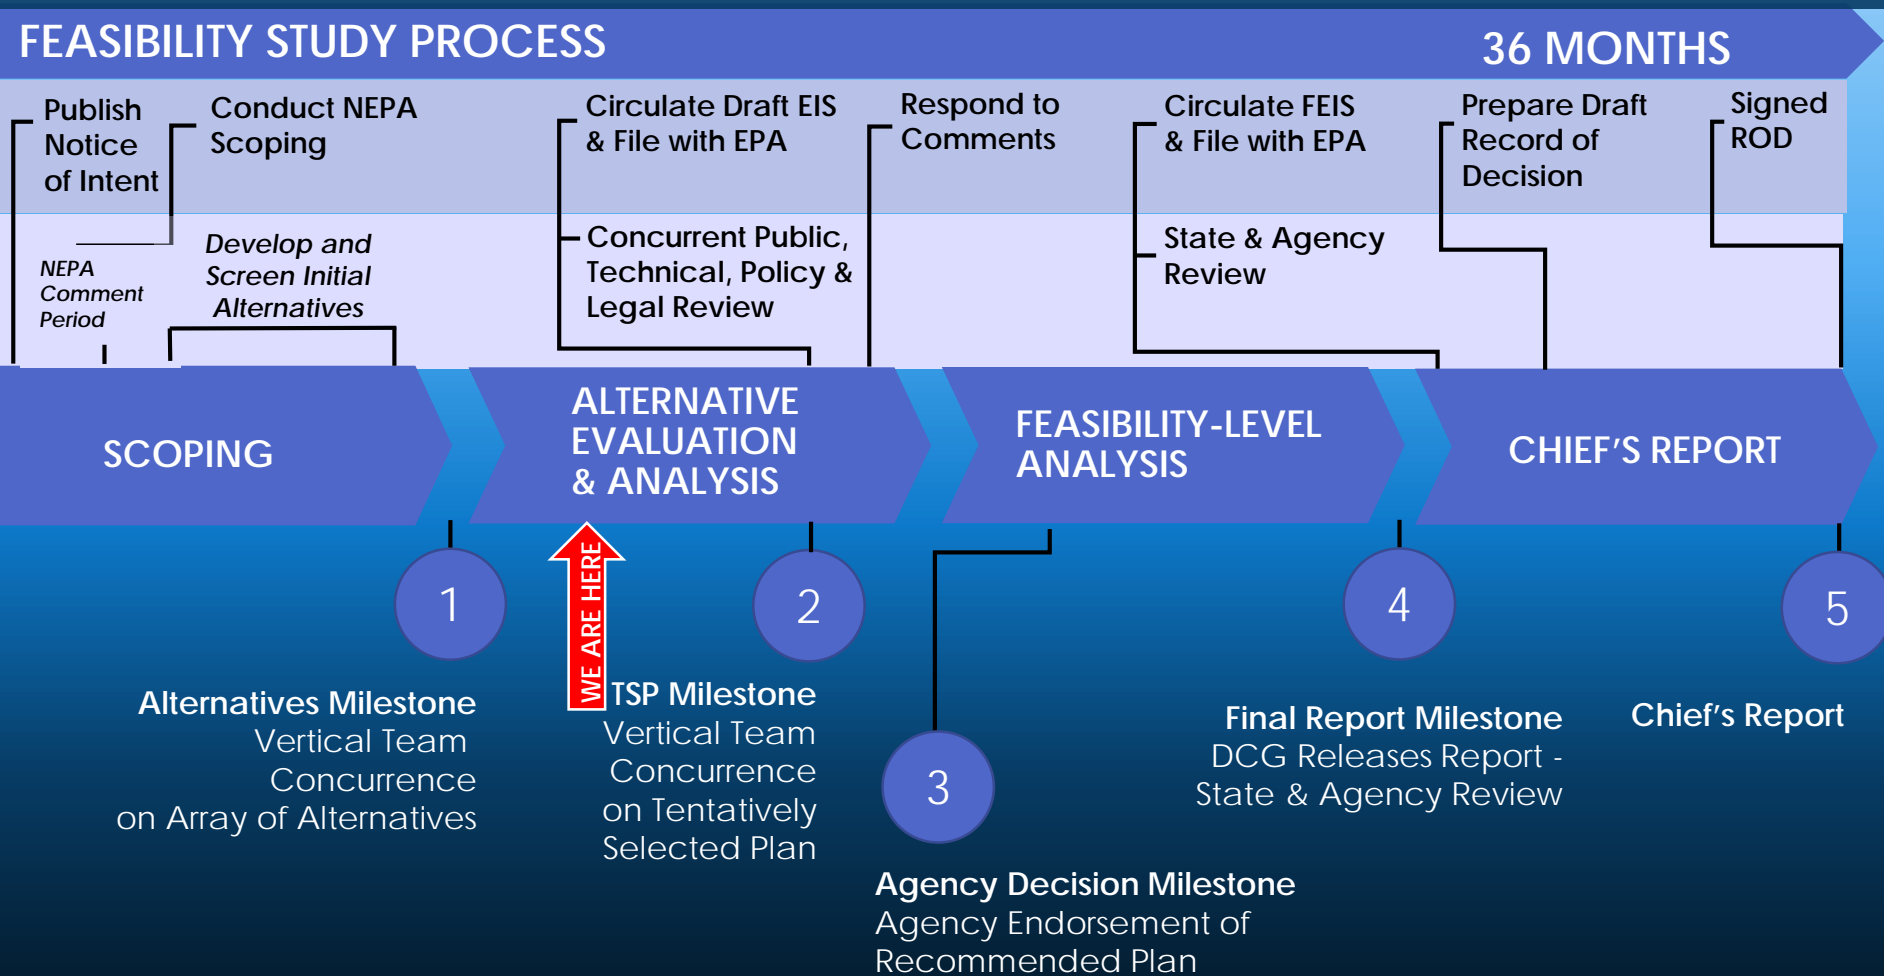 FEASIBILITY STUDY PROCESS
36 MONTHS
Publish
Notice
of Intent
Conduct NEPA
Scoping
Circulate Draft EIS
& File with EPA
Respond to
Comments
Circulate FEIS
& File with EPA
Prepare Draft
Record of
Decision
Signed
ROD
NEPA
Comment
Period
Develop and
Screen Initial
Alternatives
Concurrent Public,
Technical, Policy &
Legal Review
State & Agency
Review
SCOPING
ALTERNATIVE
EVALUATION
& ANALYSIS
FEASIBILITY-LEVEL
ANALYSIS
CHIEF'S REPORT
WE ARE HERE
1
Alternatives Milestone
Vertical Team
Concurrence
on Array of Alternatives
2
TSP Milestone
Vertical Team
Concurrence
on Tentatively
Selected Plan
3
Agency Decision Milestone
Agency Endorsement of
Recommended Plan
4
Final Report Milestone
DCG Releases Report -
State & Agency Review
5
Chief's Report